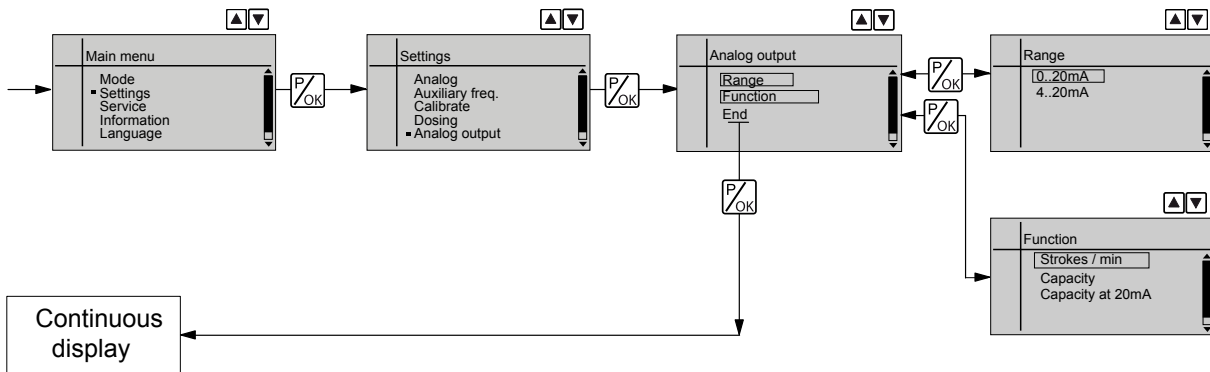 Main menu
Mode
Settings
Service
Information
Language
P/OK
Settings
Analog
Auxiliary freq.
Calibrate
Dosing
Analog output
P/OK
Analog output
Range
Function
End
P/OK
P/OK
Range
0..20mA
4..20mA
P/OK
Function
Strokes / min
Capacity
Capacity at 20mA
Continuous
display